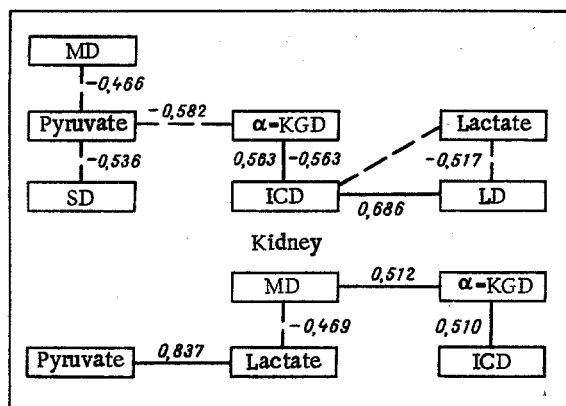 MD
-0,466
-0,582
Pyruvate α-KGD Lactate
-0,536 0,563 -0,563 -0,517
SD ICD LD
0,686
Kidney
0,512
MD α-KGD
-0,469 0,510
0,837
Pyruvate Lactate ICD